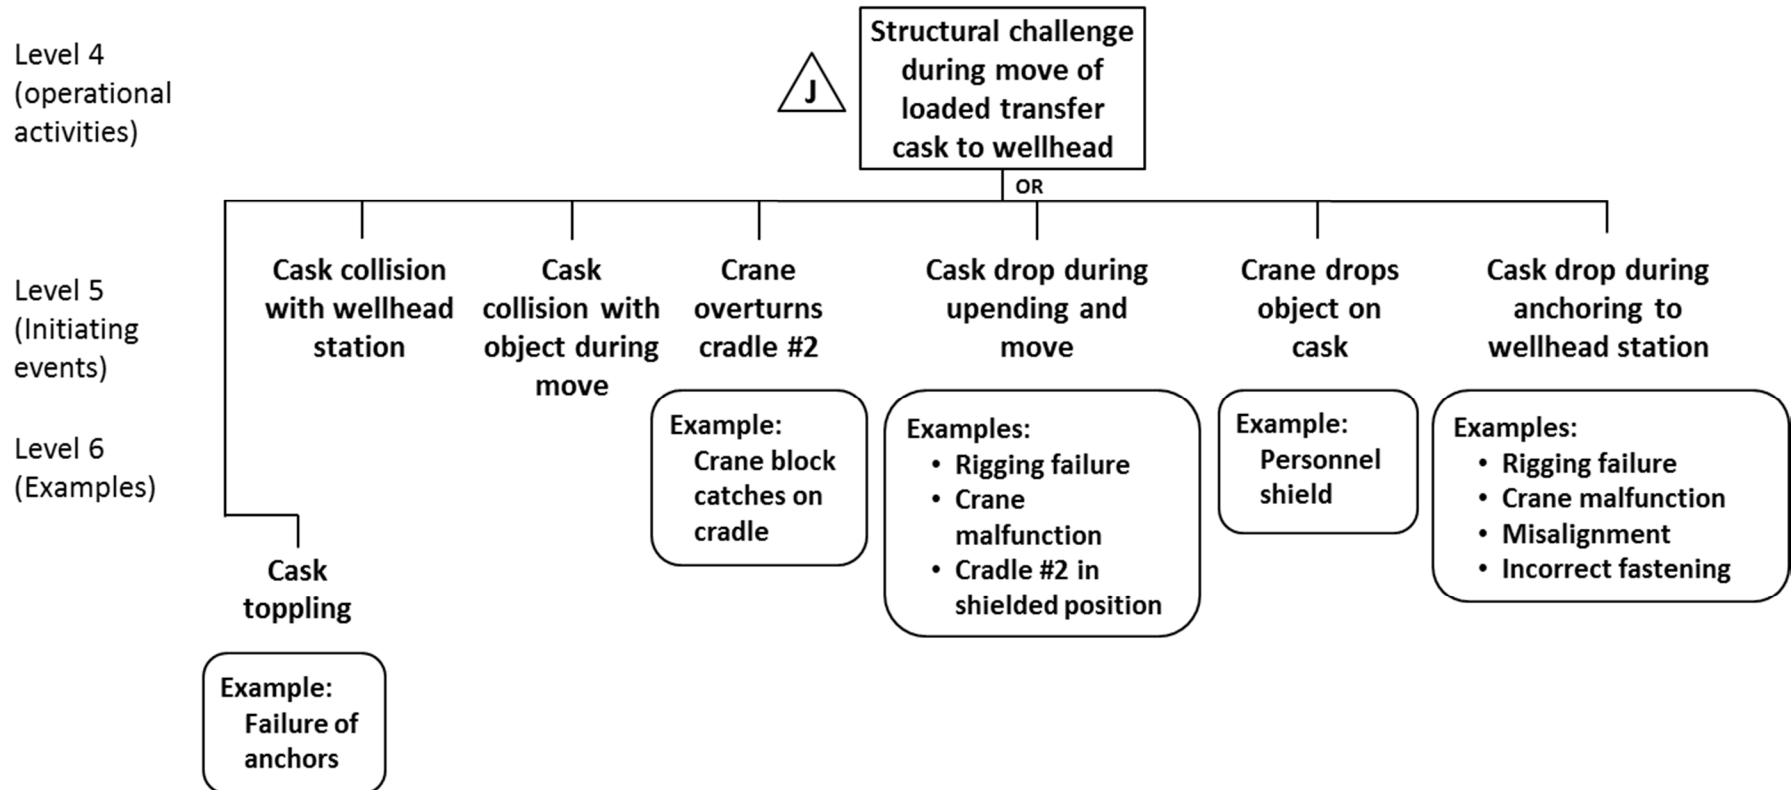 Level 4
(operational
activities)
J
Structural challenge
during move of
loaded transfer
cask to wellhead
OR
Level 5
(Initiating
events)
Cask collision
with wellhead
station
Cask
collision with
object during
move
Crane
overturns
cradle #2
Cask drop during
upending and
move
Crane drops
object on
cask
Cask drop during
anchoring to
wellhead station
Level 6
(Examples)
Example:
Crane block
catches on
cradle
Examples:
• Rigging failure
• Crane
malfunction
• Cradle #2 in
shielded position
Example:
Personnel
shield
Examples:
• Rigging failure
• Crane malfunction
• Misalignment
• Incorrect fastening
Cask
toppling
Example:
Failure of
anchors